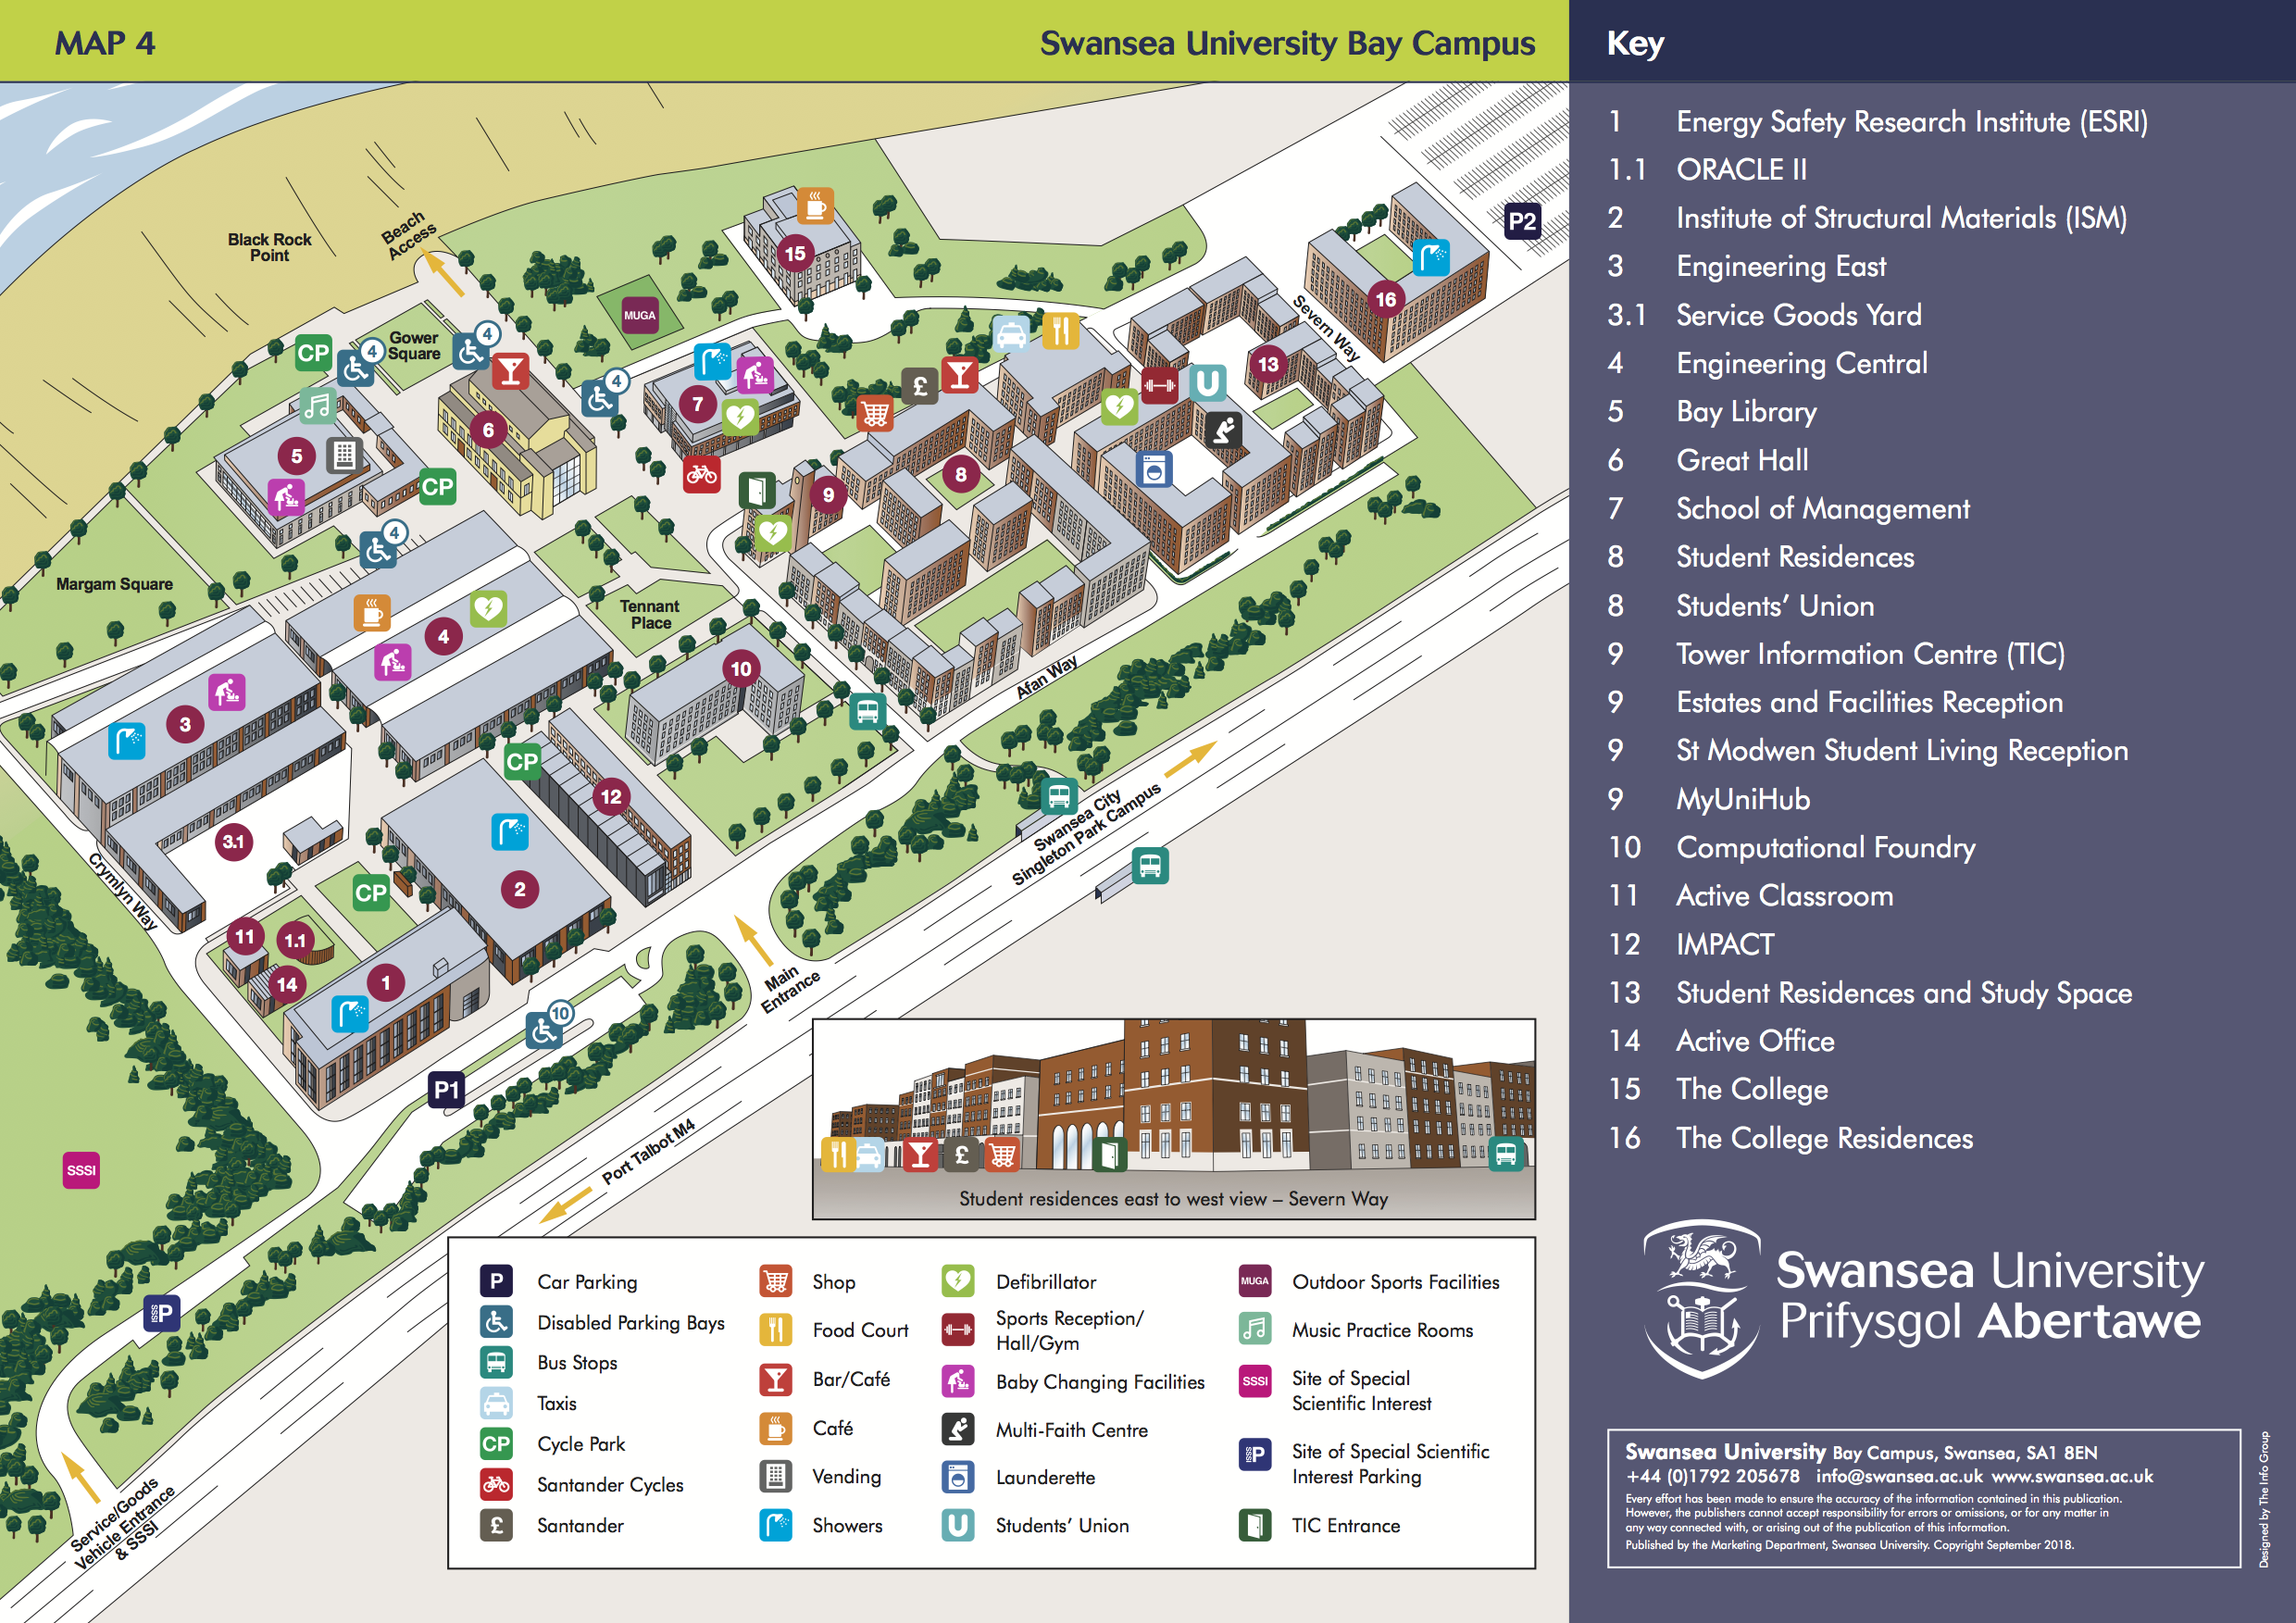 MAP 4
Swansea University Bay Campus
Key
Black Rock
Point
Beach
Access
Gower
Square
Margam Square
Tennant
Place
Severn Way
Afan Way
Crymlyn Way
Swansea City
Singleton Park Campus
Main
Entrance
Port Talbot M4
Service/Goods
Vehicle Entrance
& SSSI
CP
4
4
4
4
MUGA
15
16
P2
13
U
£
8
7
6
5
CP
9
4
3
10
12
CP
3.1
2
CP
11
1.1
14
1
10
P1
SSSI
SSSI P
£
Student residences east to west view – Severn Way
P Car Parking
Disabled Parking Bays
Bus Stops
Taxis
CP Cycle Park
Santander Cycles
£ Santander
Shop
Food Court
Bar/Café
Café
Vending
Showers
Defibrillator
Sports Reception/
Hall/Gym
Baby Changing Facilities
Multi-Faith Centre
Launderette
U Students’ Union
MUGA Outdoor Sports Facilities
Music Practice Rooms
SSSI Site of Special
Scientific Interest
SSSI P Site of Special Scientific
Interest Parking
TIC Entrance
1 Energy Safety Research Institute (ESRI)
1.1 ORACLE II
2 Institute of Structural Materials (ISM)
3 Engineering East
3.1 Service Goods Yard
4 Engineering Central
5 Bay Library
6 Great Hall
7 School of Management
8 Student Residences
8 Students’ Union
9 Tower Information Centre (TIC)
9 Estates and Facilities Reception
9 St Modwen Student Living Reception
9 MyUniHub
10 Computational Foundry
11 Active Classroom
12 IMPACT
13 Student Residences and Study Space
14 Active Office
15 The College
16 The College Residences
Swansea University
Prifysgol Abertawe
Swansea University Bay Campus, Swansea, SA1 8EN
+44 (0)1792 205678 info@swansea.ac.uk www.swansea.ac.uk
Every effort has been made to ensure the accuracy of the information contained in this publication.
However, the publishers cannot accept responsibility for errors or omissions, or for any matter in
any way connected with, or arising out of the publication of this information.
Published by the Marketing Department, Swansea University. Copyright September 2018.
Designed by The Info Group